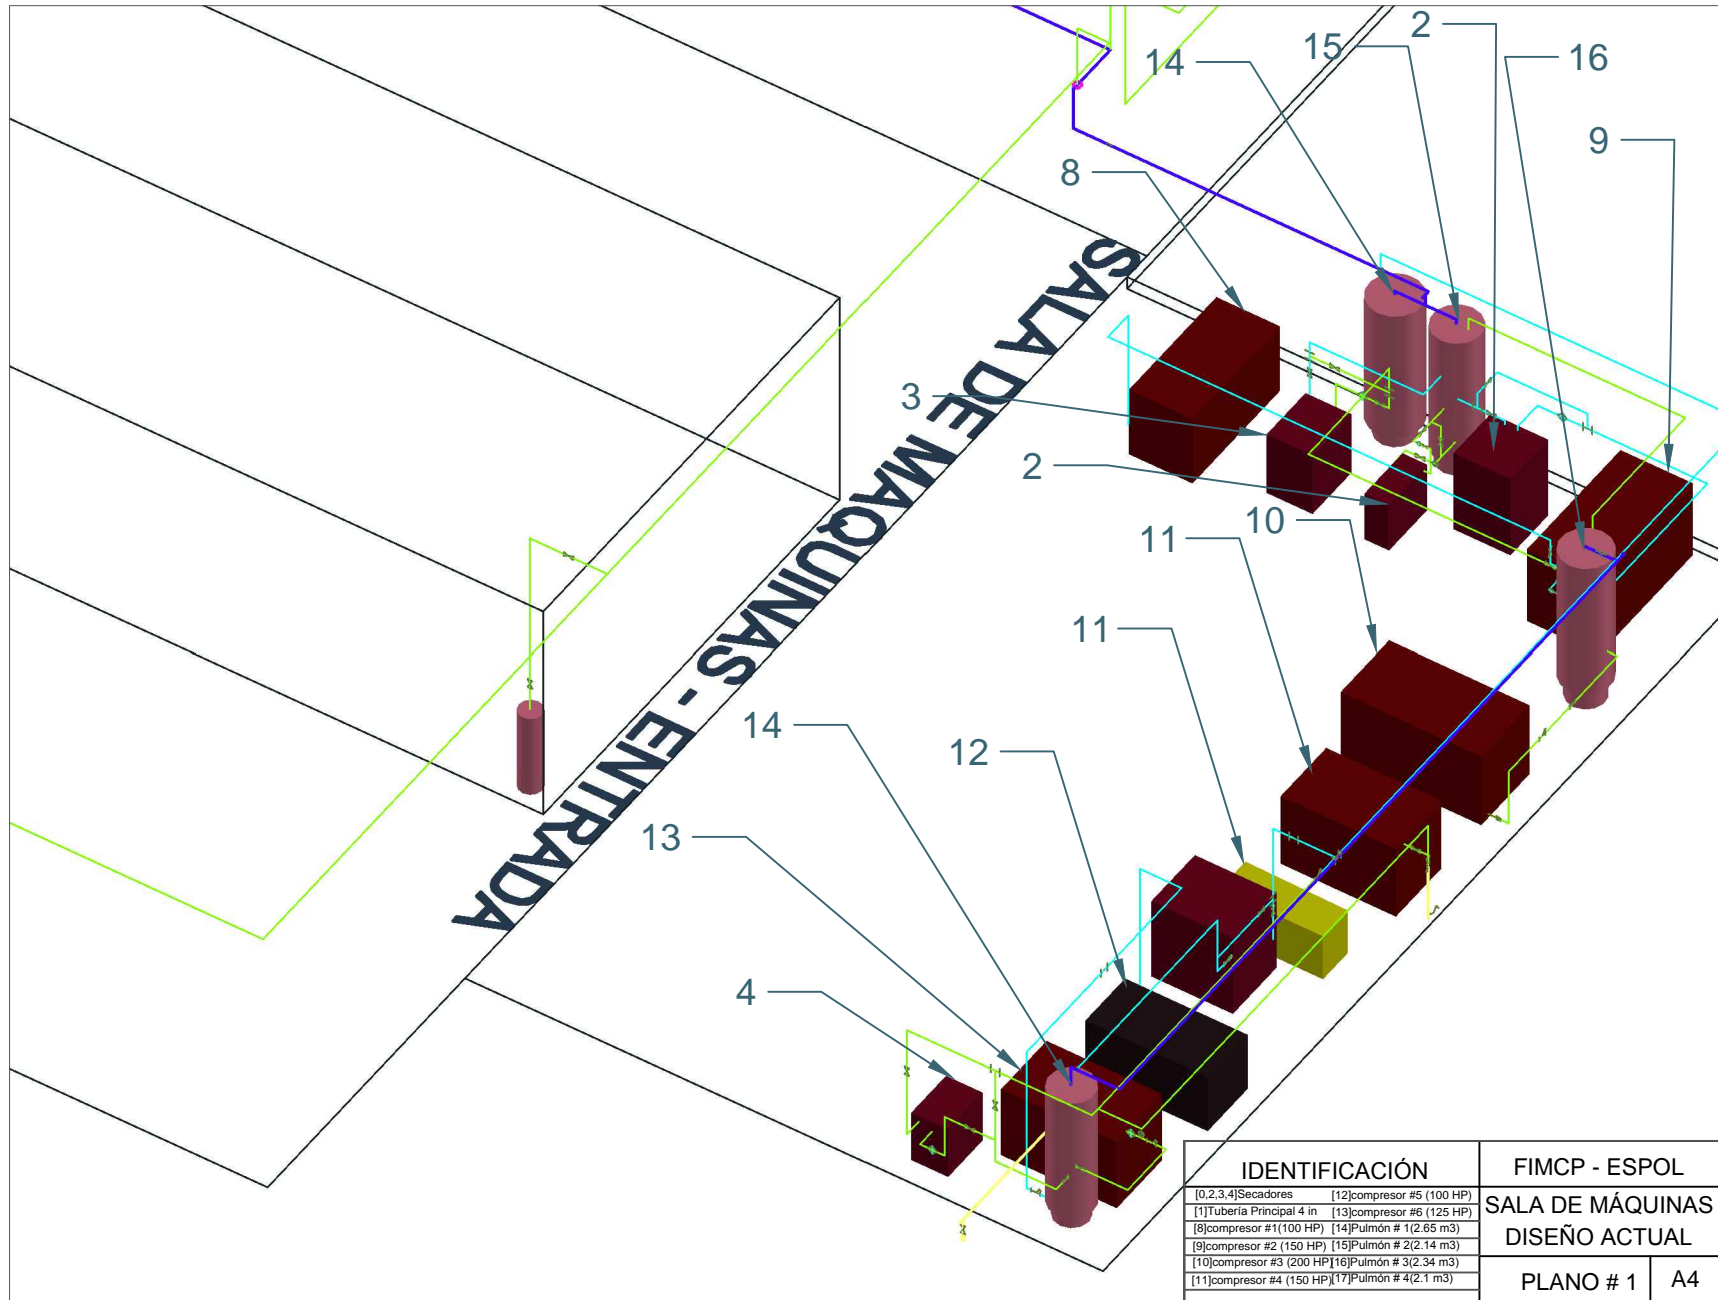 2
15
14
16
9
8
3
2
10
11
11
14
12
13
4
SALA DE MAQUINAS - ENTRADA
IDENTIFICACIÓN
[0,2,3,4]Secadores [12]compresor #5 (100 HP)
[1]Tubería Principal 4 in [13]compresor #6 (125 HP)
[8]compresor #1(100 HP) [14]Pulmón # 1(2.65 m3)
[9]compresor #2 (150 HP) [15]Pulmón # 2(2.14 m3)
[10]compresor #3 (200 HP) [16]Pulmón # 3(2.34 m3)
[11]compresor #4 (150 HP) [17]Pulmón # 4(2.1 m3)
FIMCP - ESPOL
SALA DE MÁQUINAS
DISEÑO ACTUAL
PLANO # 1
A4